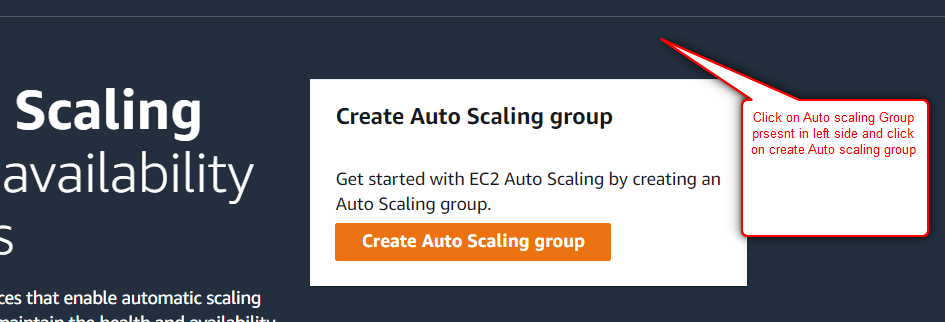 Scaling
availability
s
ces that enable automatic scaling
maintain the health and availability
Create Auto Scaling group
Get started with EC2 Auto Scaling by creating an
Auto Scaling group.
Create Auto Scaling group
Click on Auto scaling Group
prsesnt in left side and click
on create Auto scaling group